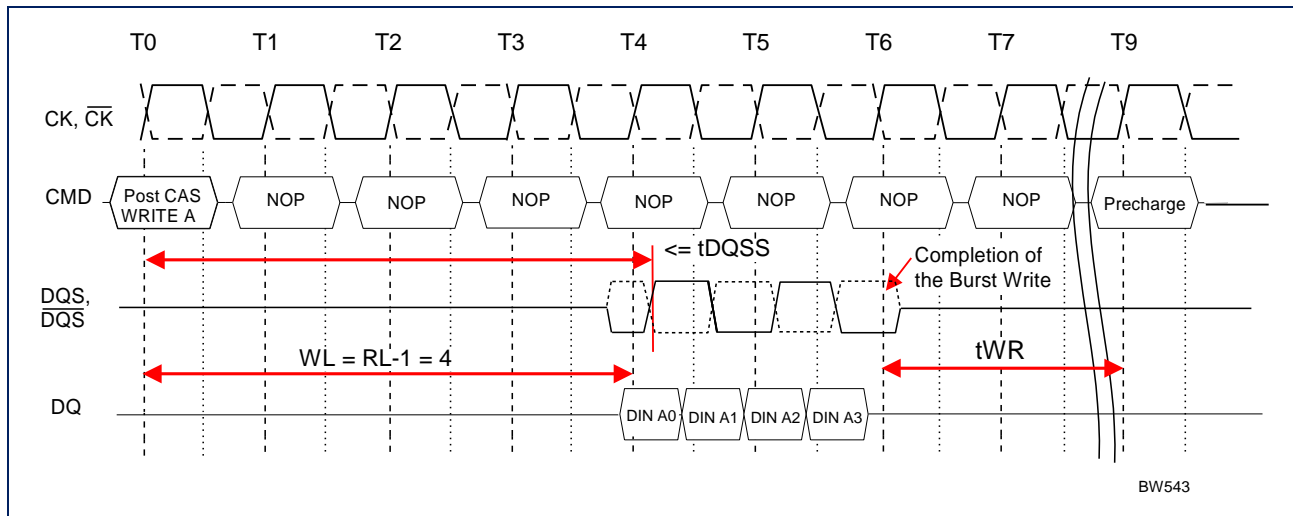 T0 T1 T2 T3 T4 T5 T6 T7 T9
CK, CK
CMD
Post CAS
WRITE A
NOP NOP NOP NOP NOP NOP NOP Precharge
<= tDQSS
Completion of
the Burst Write
DQS,
DQS
WL = RL-1 = 4
tWR
DQ
DIN A0 DIN A1 DIN A2 DIN A3
BW543